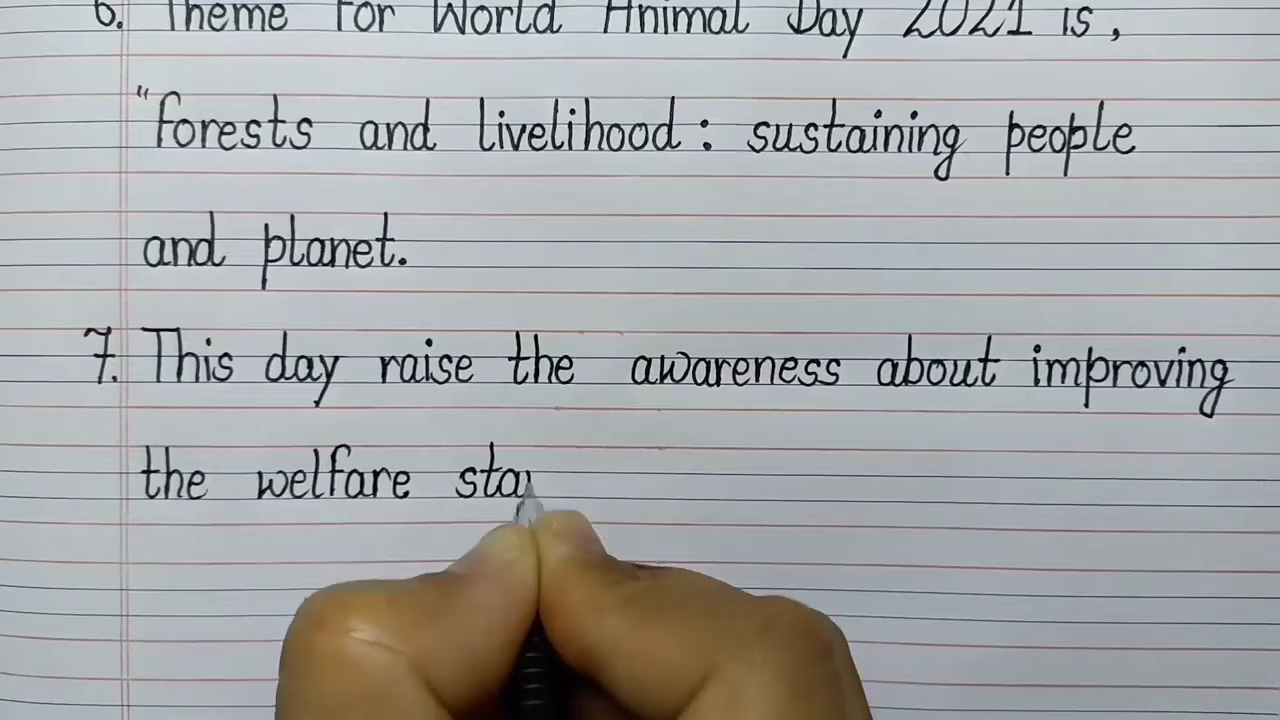 6. Theme For World Animal Day 2021 is,
"forests and livelihood: sustaining people
and planet.
7. This day raise the awareness about improving
the welfare sta